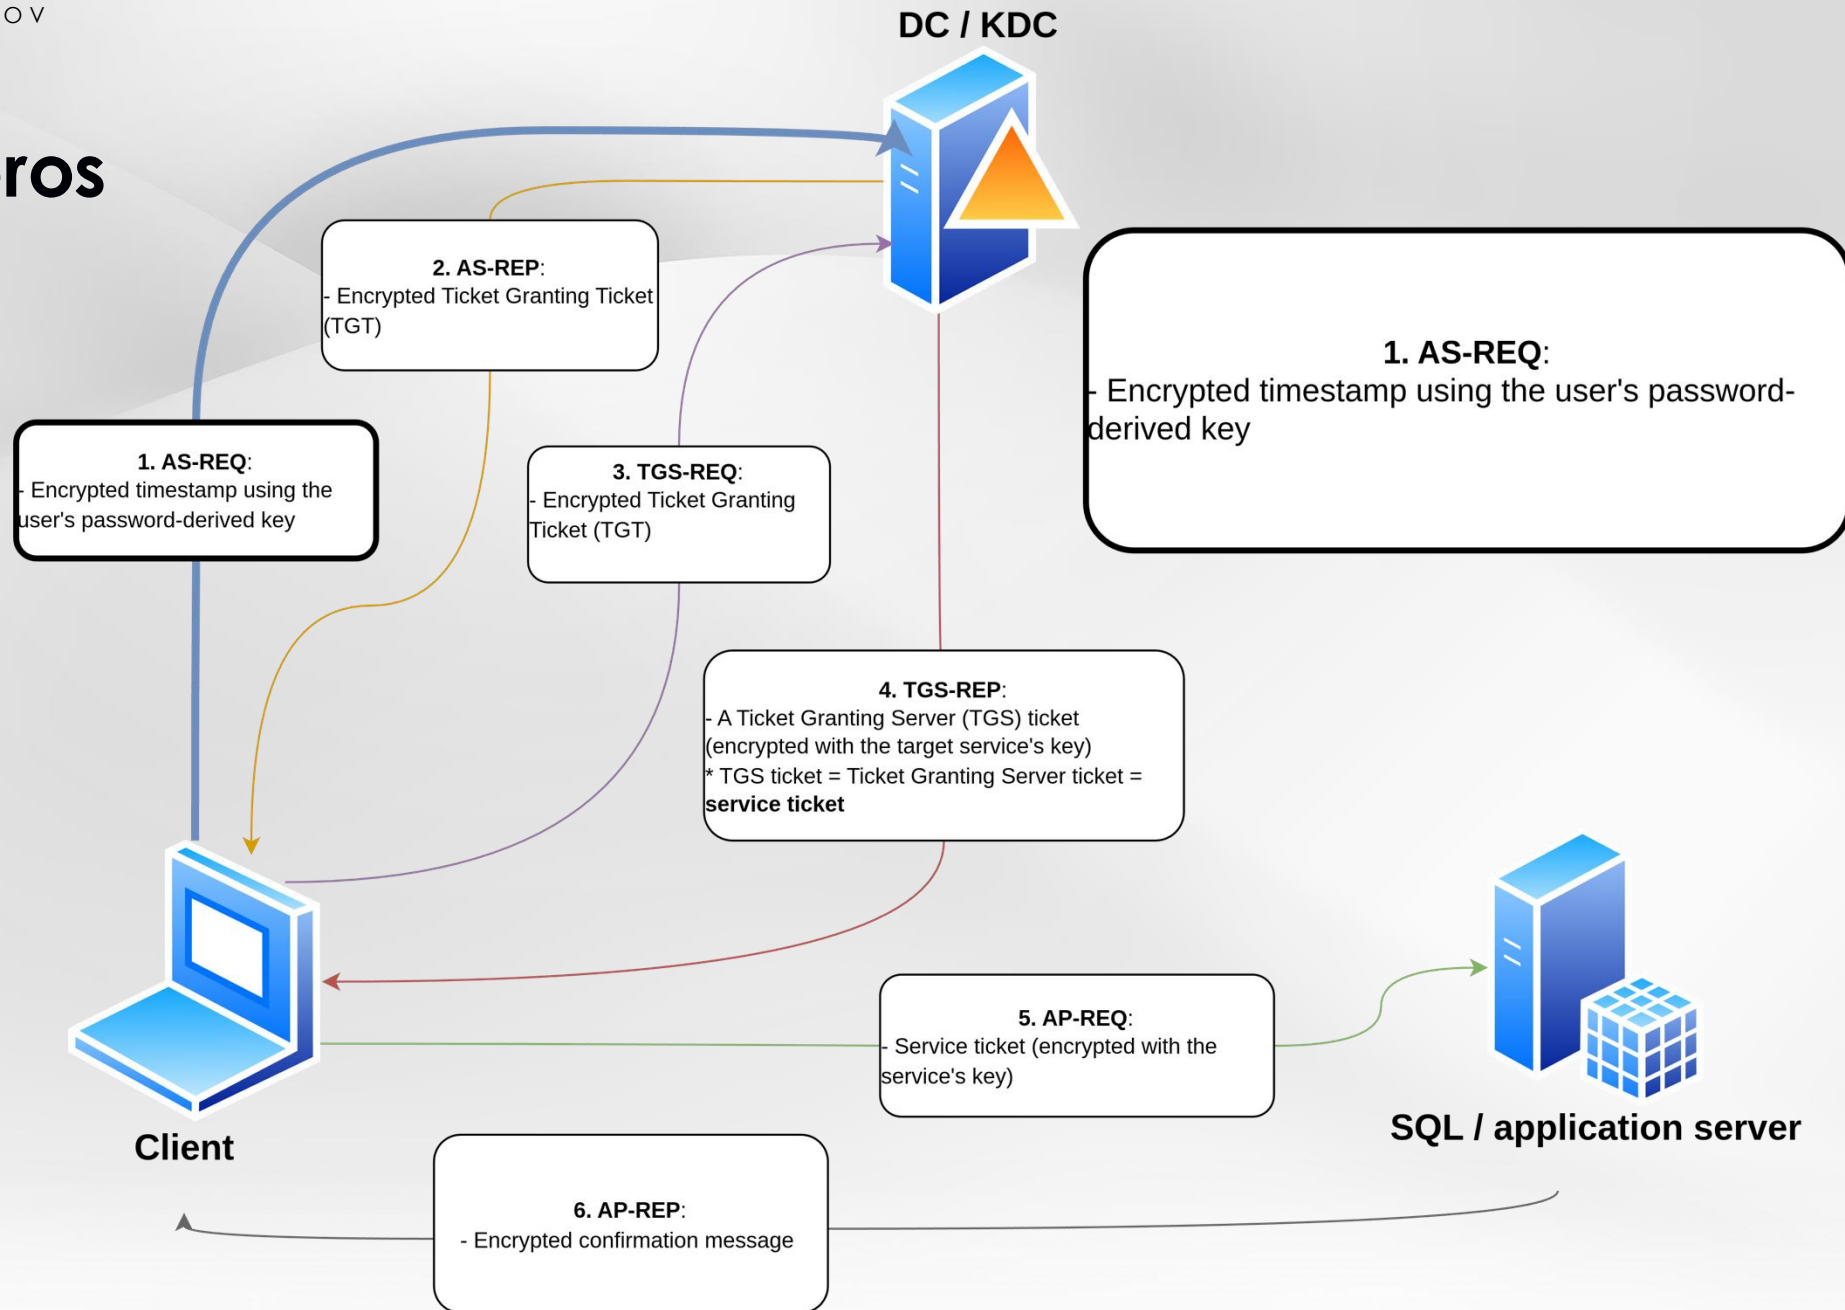 O V
DC / KDC
ros
2. AS-REP:
- Encrypted Ticket Granting Ticket
(TGT)
1. AS-REQ:
- Encrypted timestamp using the user's password-
derived key
1. AS-REQ:
- Encrypted timestamp using the
user's password-derived key
3. TGS-REQ:
- Encrypted Ticket Granting
Ticket (TGT)
4. TGS-REP:
- A Ticket Granting Server (TGS) ticket
(encrypted with the target service's key)
* TGS ticket = Ticket Granting Server ticket =
service ticket
5. AP-REQ:
- Service ticket (encrypted with the
service's key)
SQL / application server
Client
6. AP-REP:
- Encrypted confirmation message